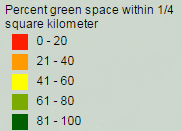 Percent green space within 1/4
square kilometer
0 - 20
21 - 40
41 - 60
61 - 80
81 - 100